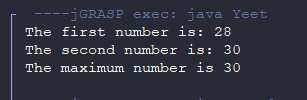 ----jGRASP exec: java Yeet
The first number is: 28
The second number is: 30
The maximum number is 30